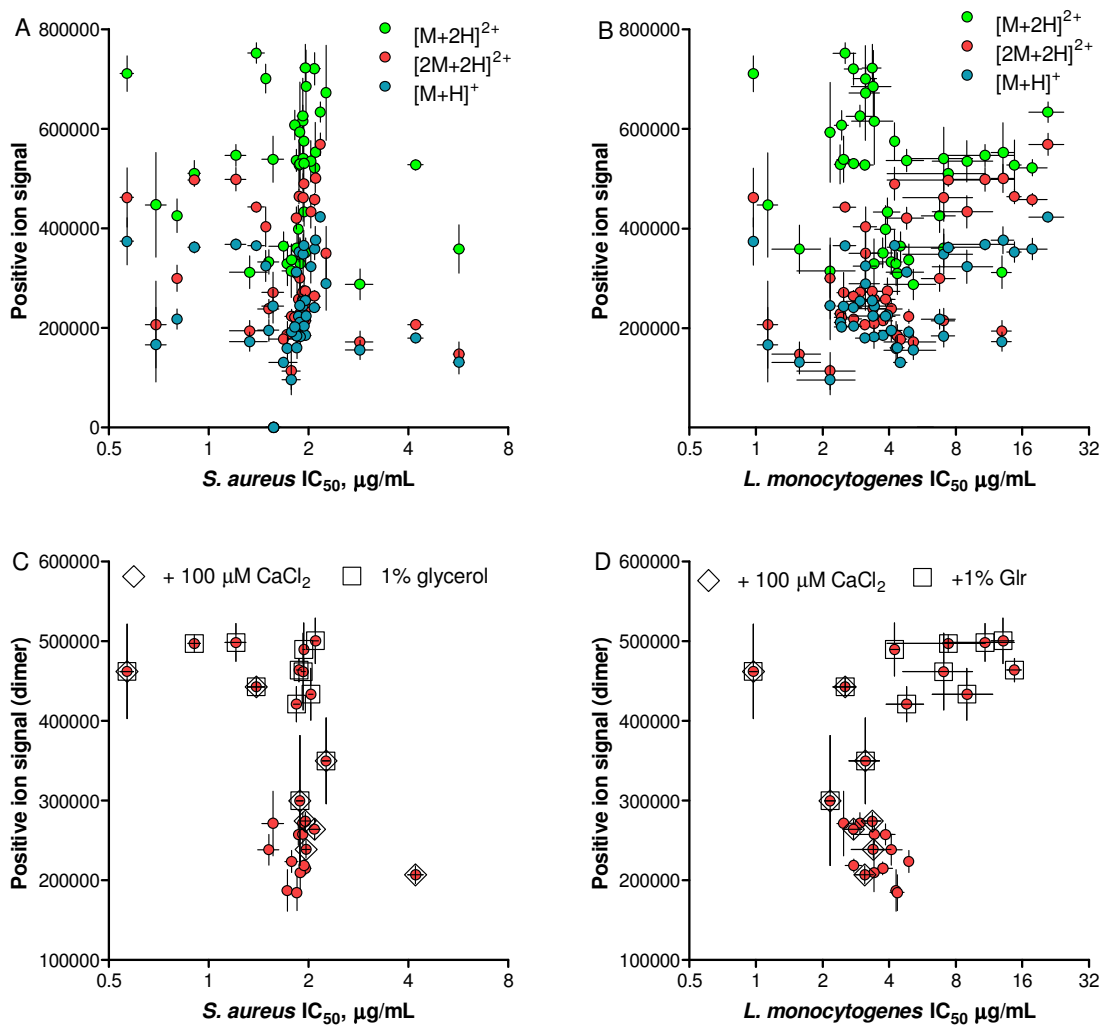 A
[M+2H]2+
[2M+2H]2+
[M+H]+
Positive ion signal
800000
600000
400000
200000
0
0.5 1 2 4 8
S. aureus IC50, μg/mL
B
[M+2H]2+
[2M+2H]2+
[M+H]+
Positive ion signal
800000
600000
400000
200000
0
0.5 1 2 4 8 16 32
L. monocytogenes IC50 μg/mL
C
+ 100 μM CaCl2 1% glycerol
Positive ion signal (dimer)
600000
500000
400000
300000
200000
100000
0.5 1 2 4 8
S. aureus IC50, μg/mL
D
+ 100 μM CaCl2 +1% Glr
Positive ion signal (dimer)
600000
500000
400000
300000
200000
100000
0.5 1 2 4 8 16 32
L. monocytogenes IC50 μg/mL